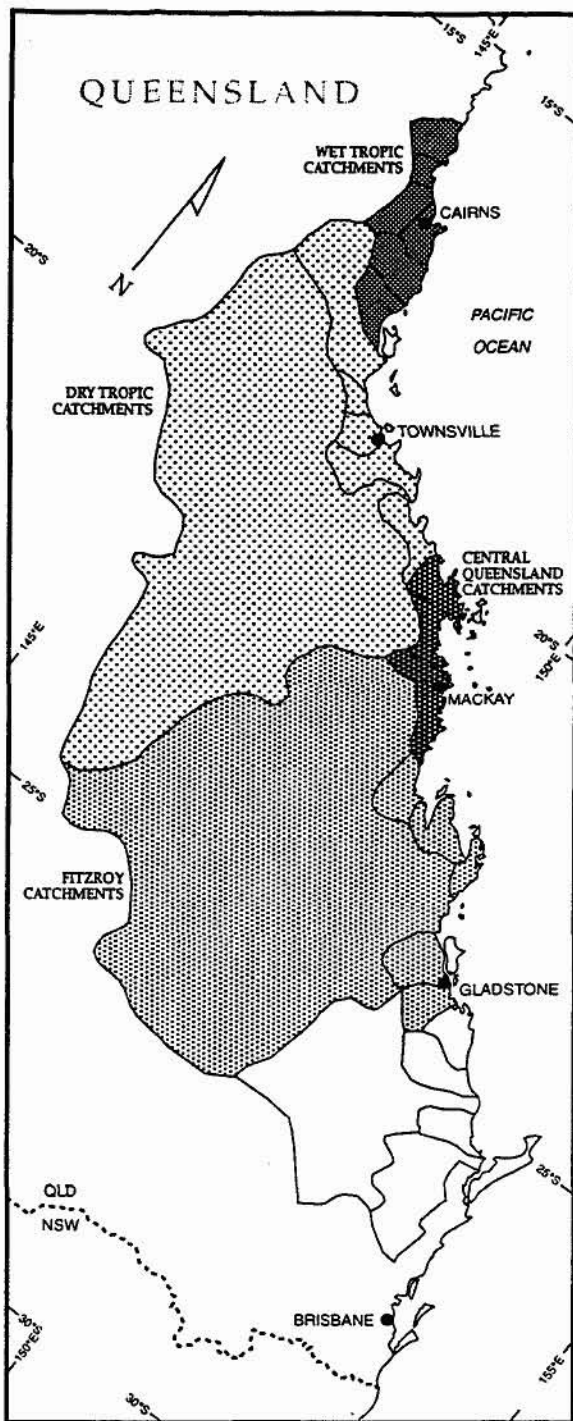 15°S
145°E
QUEENSLAND
15°S
WET TROPIC
CATCHMENTS
CAIRNS
20°S
N
PACIFIC
OCEAN
DRY TROPIC
CATCHMENTS
TOWNSVILLE
CENTRAL
QUEENSLAND
CATCHMENTS
145°E
20°S
150°E
MACKAY
25°S
FITZROY
CATCHMENTS
GLADSTONE
25°S
QLD
NSW
BRISBANE
30°S
150°E
30°S
155°E